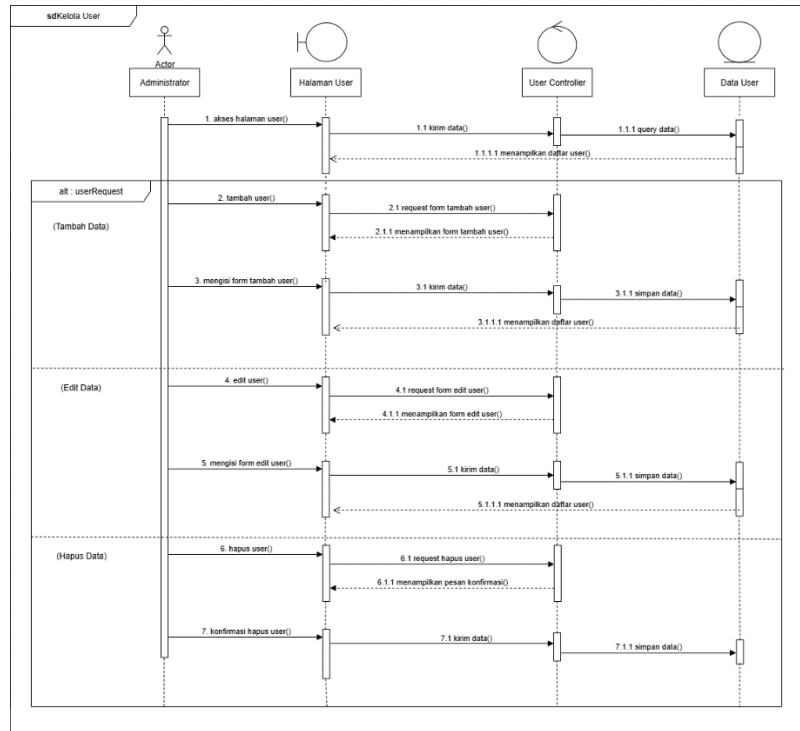 sdKelola User
Actor
Administrator
Halaman User
User Controller
Data User
1. akses halaman user()
1.1 kirim data()
1.1.1 query data()
1.1.1.1 menampilkan daftar user()
alt : userRequest
(Tambah Data)
2. tambah user()
2.1 request form tambah user()
2.1.1 menampilkan form tambah user()
3. mengisi form tambah user()
3.1 kirim data()
3.1.1 simpan data()
3.1.1.1 menampilkan daftar user()
(Edit Data)
4. edit user()
4.1 request form edit user()
4.1.1 menampilkan form edit user()
5. mengisi form edit user()
5.1 kirim data()
5.1.1 simpan data()
5.1.1.1 menampilkan daftar user()
(Hapus Data)
6. hapus user()
6.1 request hapus user()
6.1.1 menampilkan pesan konfirmasi()
7. konfirmasi hapus user()
7.1 kirim data()
7.1.1 simpan data()